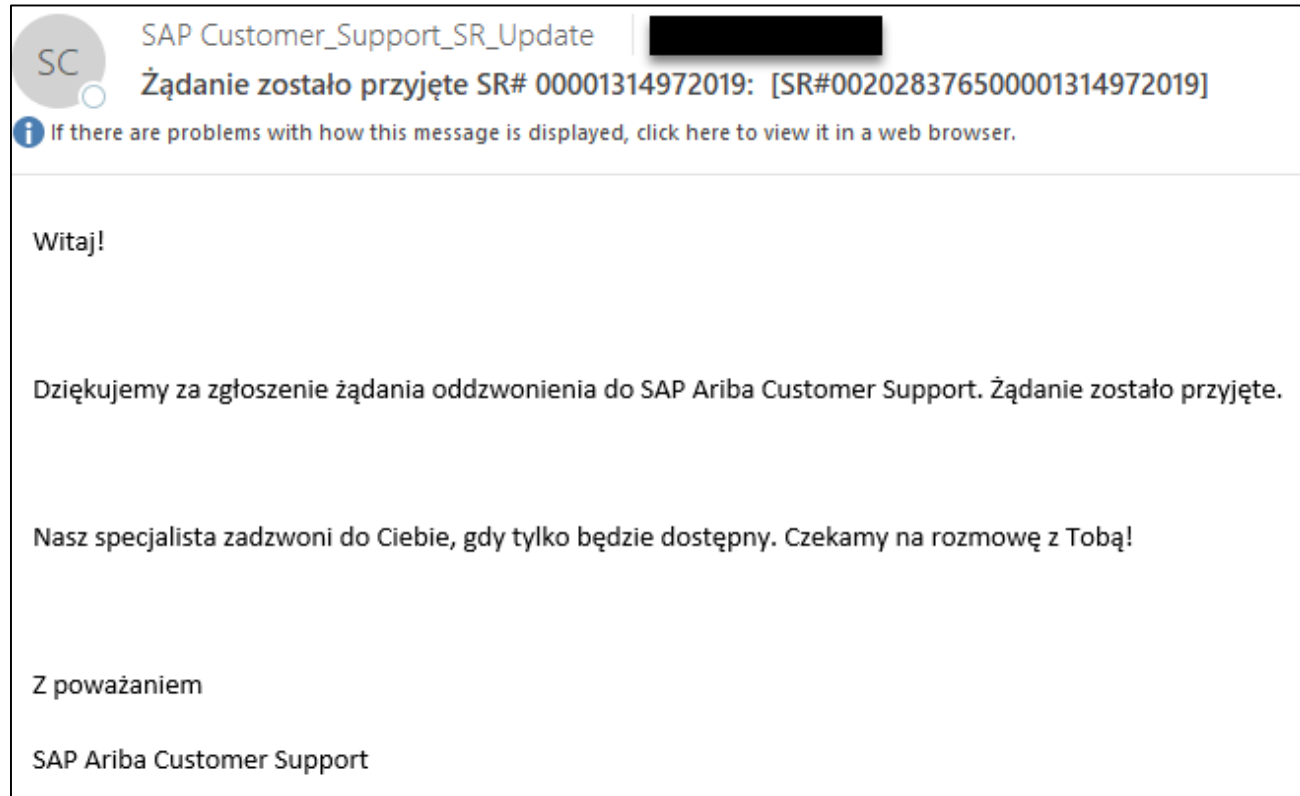 SC
SAP Customer_Support_SR_Update
Żądanie zostało przyjęte SR# 00001314972019: [SR#002028376500001314972019]
If there are problems with how this message is displayed, click here to view it in a web browser.
Witaj!
Dziękujemy za zgłoszenie żądania oddzwonienia do SAP Ariba Customer Support. Żądanie zostało przyjęte.
Nasz specjalista zadzwoni do Ciebie, gdy tylko będzie dostępny. Czekamy na rozmowę z Tobą!
Z poważaniem
SAP Ariba Customer Support